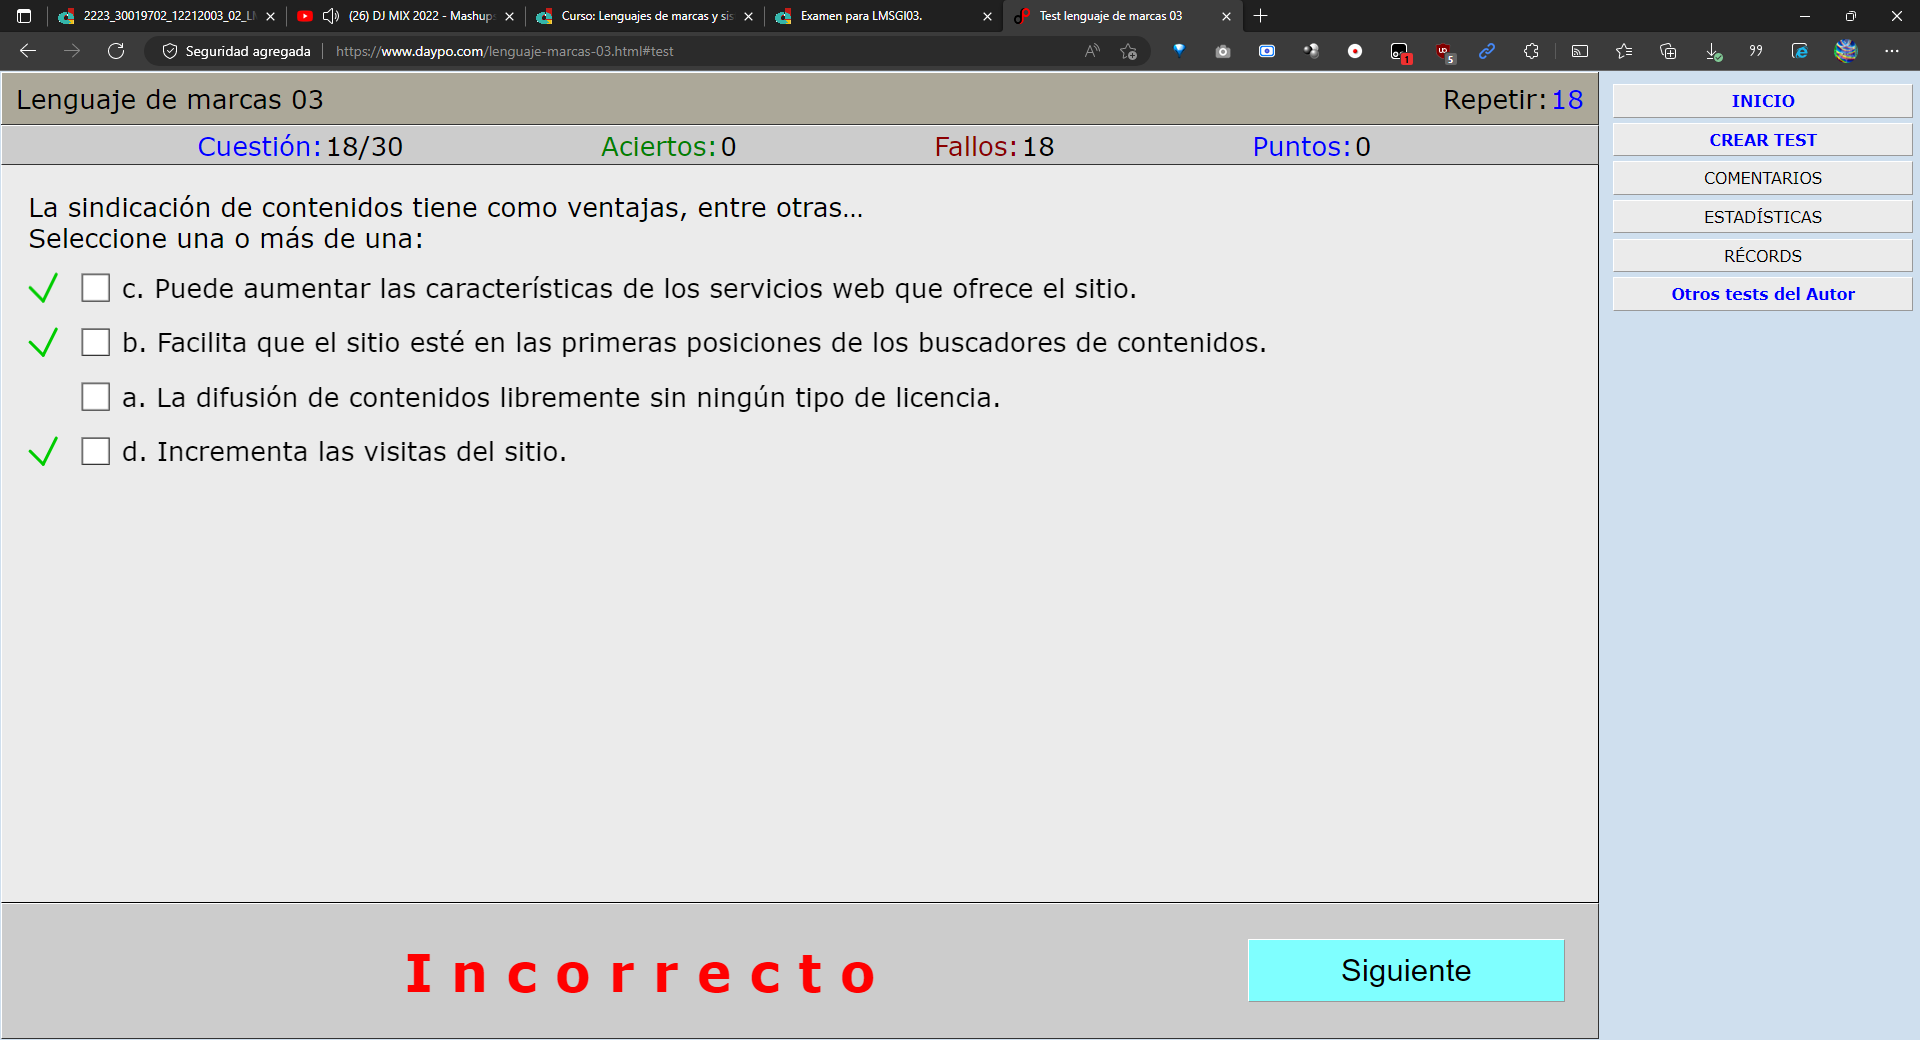 2223_30019702_12212003_02_LM
(26) DJ MIX 2022 - Mashups
Curso: Lenguajes de marcas y sis
Examen para LMSGI03.
Test lenguaje de marcas 03
Seguridad agregada
https://www.daypo.com/lenguaje-marcas-03.html#test
1
5
Lenguaje de marcas 03
Repetir: 18
Cuestión: 18/30
Aciertos: 0
Fallos: 18
Puntos: 0
La sindicación de contenidos tiene como ventajas, entre otras...
Seleccione una o más de una:
c. Puede aumentar las características de los servicios web que ofrece el sitio.
b. Facilita que el sitio esté en las primeras posiciones de los buscadores de contenidos.
a. La difusión de contenidos libremente sin ningún tipo de licencia.
d. Incrementa las visitas del sitio.
Incorrecto
Siguiente
INICIO
CREAR TEST
COMENTARIOS
ESTADÍSTICAS
RÉCORDS
Otros tests del Autor